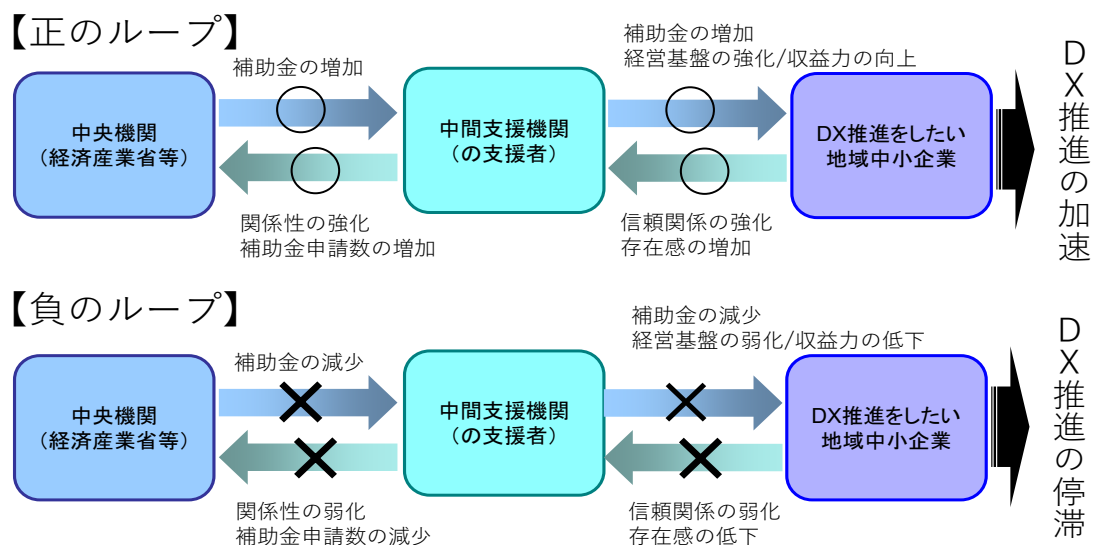 【正のループ】
補助金の増加
補助金の増加
経営基盤の強化/収益力の向上
中央機関
(経済産業省等)
中間支援機関
(の支援者)
DX推進をしたい
地域中小企業
関係性の強化
補助金申請数の増加
信頼関係の強化
存在感の増加
DX推進の加速
【負のループ】
補助金の減少
補助金の減少
経営基盤の弱化/収益力の低下
中央機関
(経済産業省等)
中間支援機関
(の支援者)
DX推進をしたい
地域中小企業
関係性の弱化
補助金申請数の減少
信頼関係の弱化
存在感の低下
DX推進の停滞